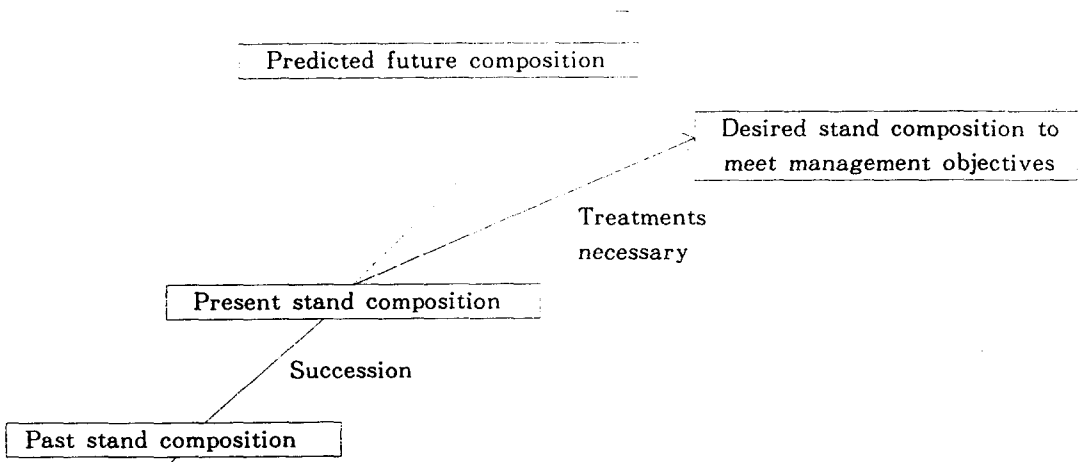 Predicted future composition
Desired stand composition to
meet management objectives
Treatments
necessary
Present stand composition
Succession
Past stand composition